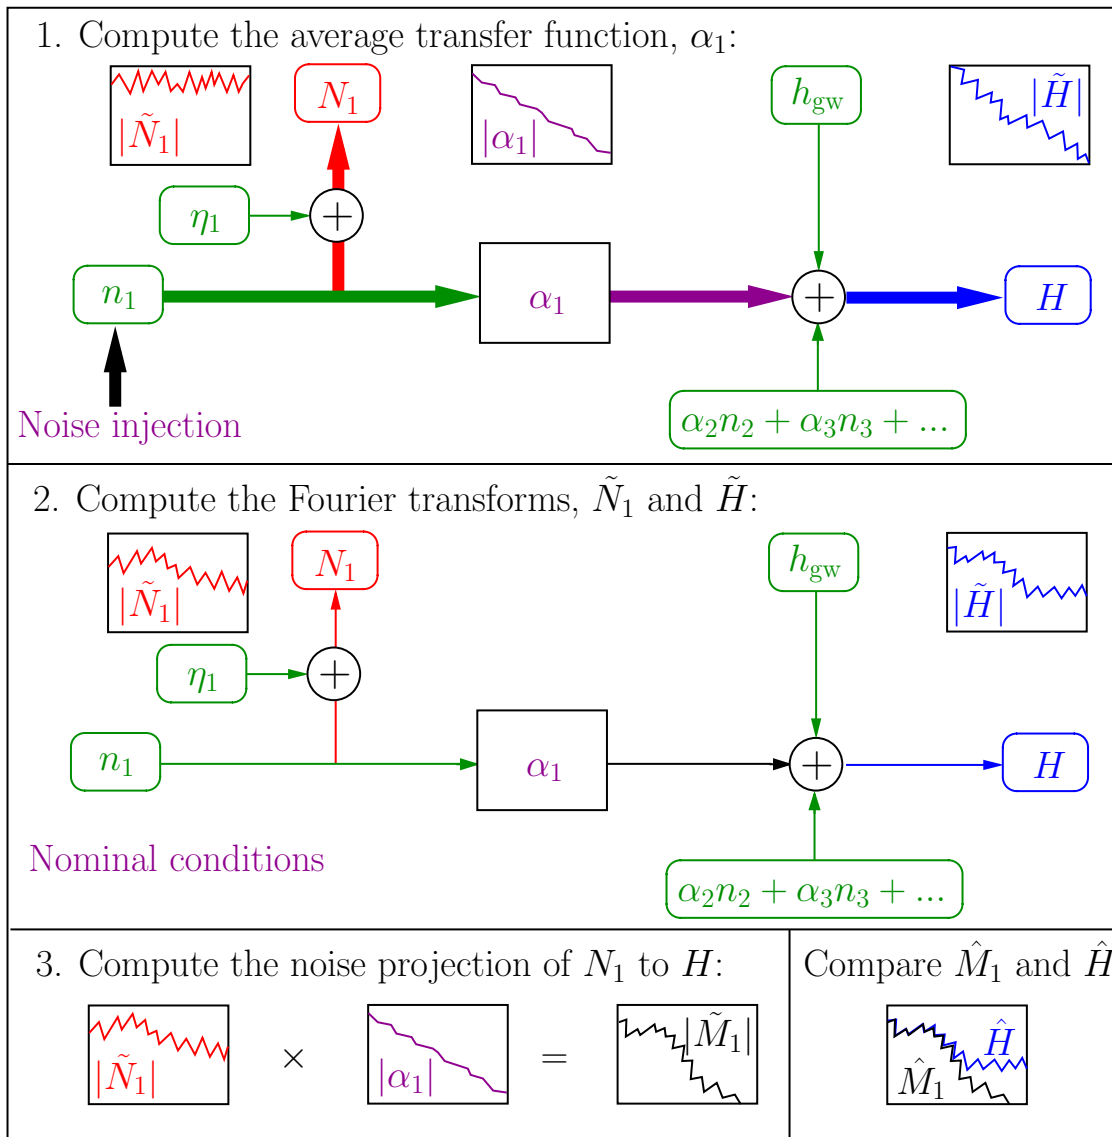 1. Compute the average transfer function, α₁:
|Ñ₁|
N₁
|α₁|
h_gw
|H̃|
η₁
+
n₁
α₁
+
H
α₂n₂ + α₃n₃ + ...
Noise injection
2. Compute the Fourier transforms, Ñ₁ and H̃:
|Ñ₁|
N₁
h_gw
|H̃|
η₁
+
n₁
α₁
+
H
Nominal conditions
α₂n₂ + α₃n₃ + ...
3. Compute the noise projection of N₁ to H:
|Ñ₁|
×
|α₁|
=
|M̃₁|
Compare M̂₁ and Ĥ
Ĥ
M̂₁